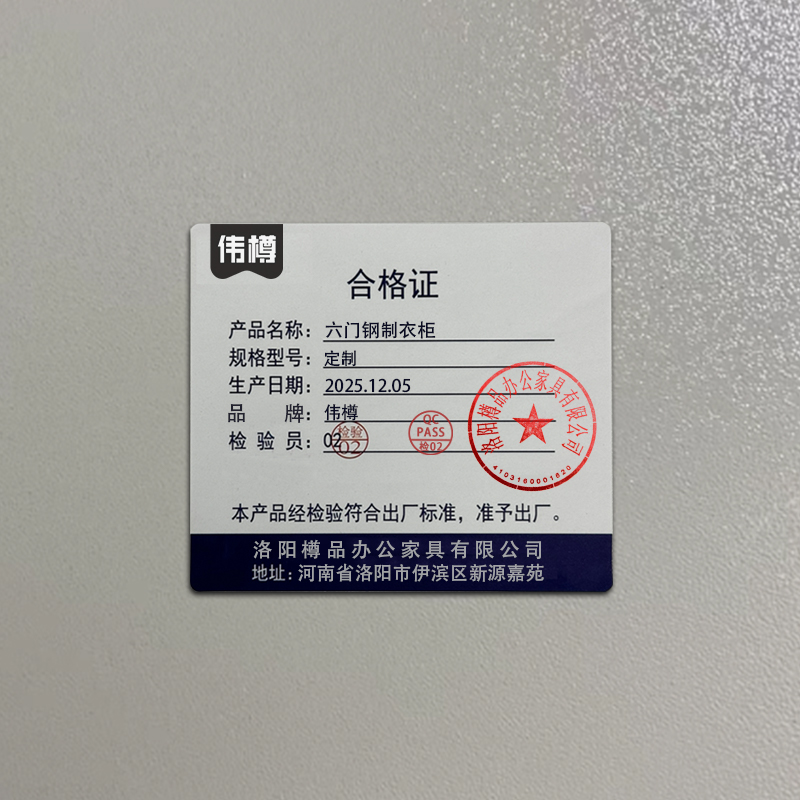 伟樽
合格证
产品名称：六门钢制衣柜
规格型号：定制
生产日期：2025.12.05
品 牌：伟樽
检 验 员：02
检验
02
QC
PASS
检02
洛阳樽品办公家具有限公司
4103160001620
本产品经检验符合出厂标准，准予出厂。
洛阳樽品办公家具有限公司
地址：河南省洛阳市伊滨区新源嘉苑